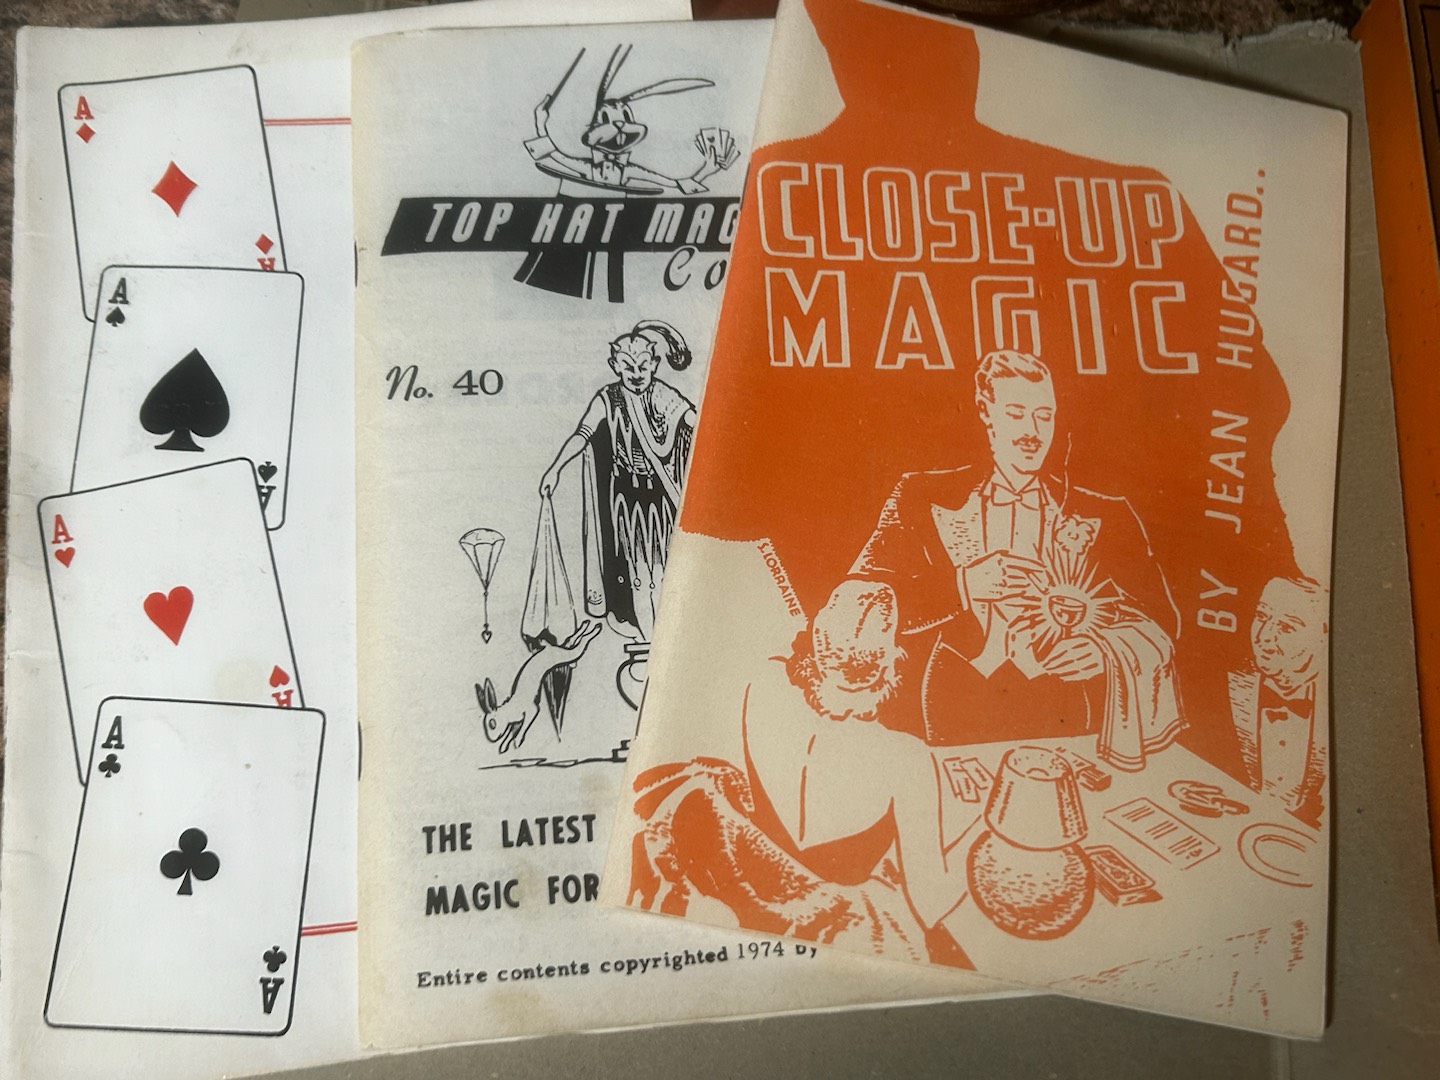 A
A
A
A
A
A
A
A
TOP HAT MAG
Co
No. 40
THE LATEST
MAGIC FOR
Entire contents copyrighted 1974 by
CLOSE-UP
MAGIC
BY JEAN HUGARD..
S. LORRAINE